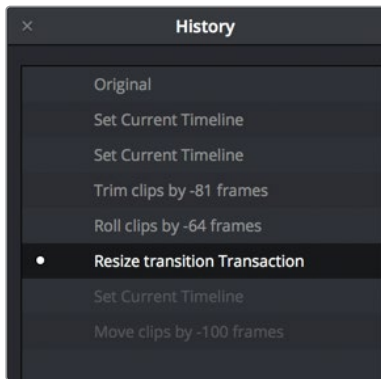 History
Original
Set Current Timeline
Set Current Timeline
Trim clips by -81 frames
Roll clips by -64 frames
Resize transition Transaction
Set Current Timeline
Move clips by -100 frames